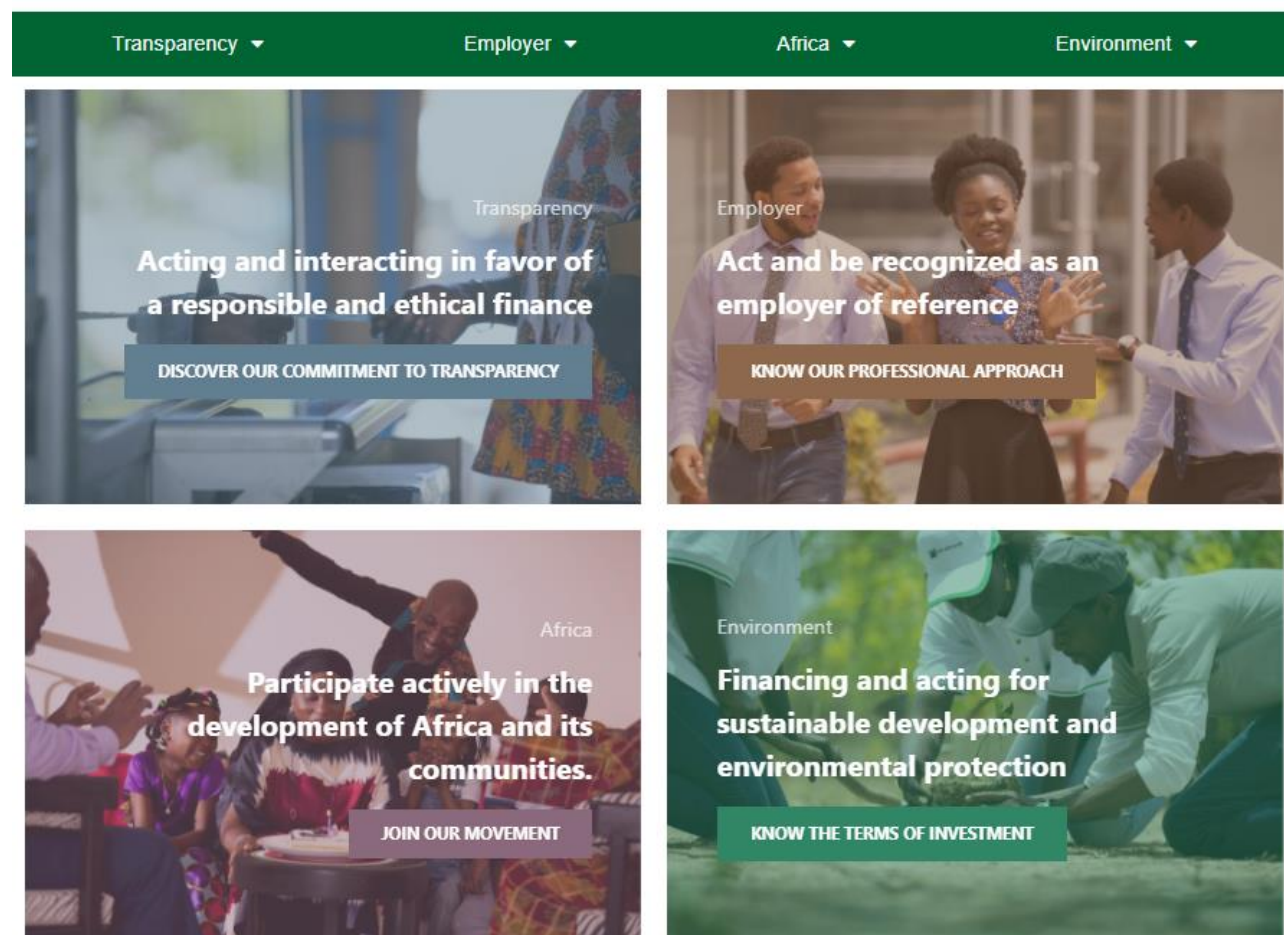 Transparency
Employer
Africa
Environment
Transparency
Acting and interacting in favor of
a responsible and ethical finance
DISCOVER OUR COMMITMENT TO TRANSPARENCY
Employer
Act and be recognized as an
employer of reference
KNOW OUR PROFESSIONAL APPROACH
Africa
Participate actively in the
development of Africa and its
communities.
JOIN OUR MOVEMENT
Environment
Financing and acting for
sustainable development and
environmental protection
KNOW THE TERMS OF INVESTMENT